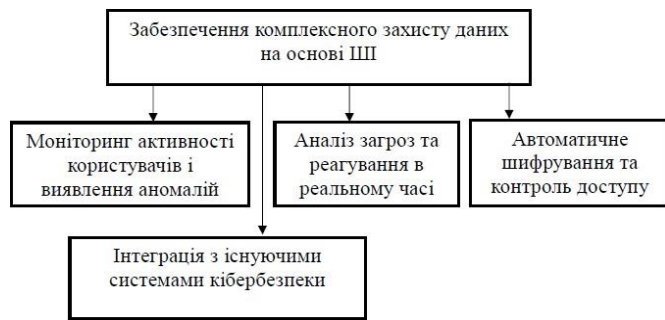 Забезпечення комплексного захисту даних
на основі ШІ
Моніторинг активності
користувачів і
виявлення аномалій
Аналіз загроз та
реагування в
реальному часі
Автоматичне
шифрування та
контроль доступу
Інтеграція з існуючими
системами кібербезпеки